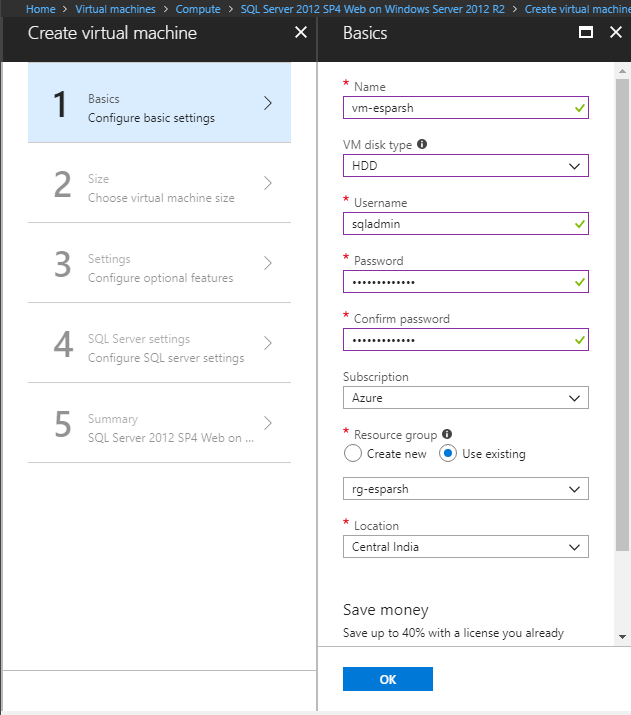 Home > Virtual machines > Compute > SQL Server 2012 SP4 Web on Windows Server 2012 R2 > Create virtual machine
Create virtual machine
1
Basics
Configure basic settings
2
Size
Choose virtual machine size
3
Settings
Configure optional features
4
SQL Server settings
Configure SQL server settings
5
Summary
SQL Server 2012 SP4 Web on ...
Basics
* Name
vm-esparsh
VM disk type
HDD
* Username
sqladmin
* Password
•••••••••••••
* Confirm password
•••••••••••••
Subscription
Azure
* Resource group
Create new Use existing
rg-esparsh
* Location
Central India
Save money
Save up to 40% with a license you already
OK